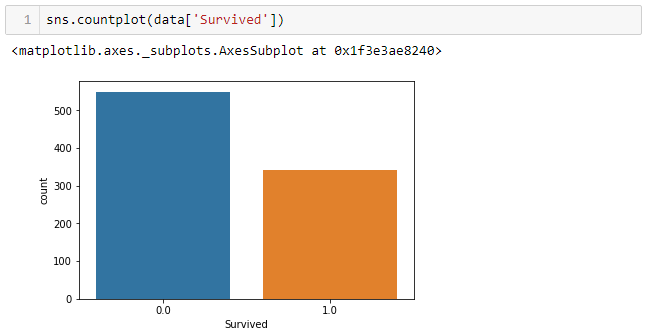 1 sns.countplot(data['Survived'])
<matplotlib.axes._subplots.AxesSubplot at 0x1f3e3ae8240>
500
400
300
200
100
0
count
0.0 1.0
Survived